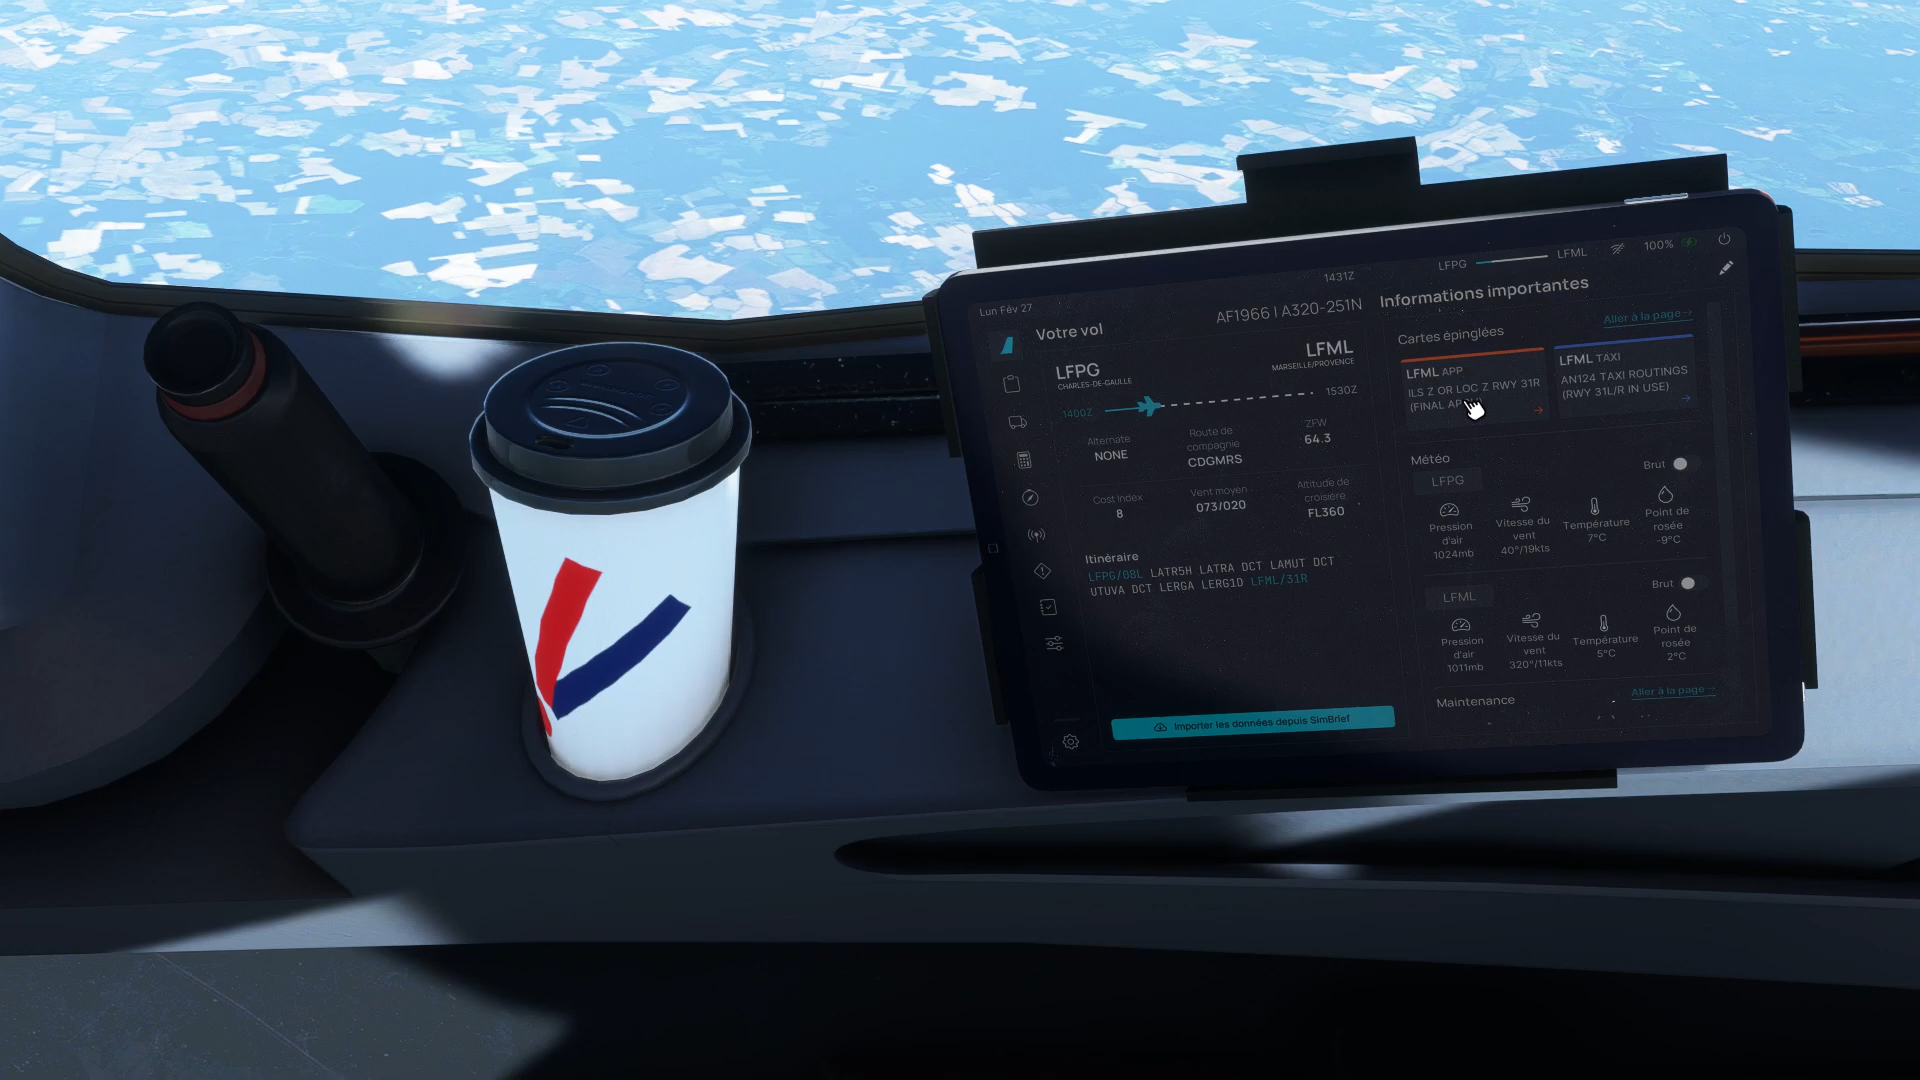 Lun Fév 27
1431Z
LFPG
LFML
100%
Votre vol
AF1966 | A320-251N
LFPG
CHARLES-DE-GAULLE
LFML
MARSEILLE/PROVENCE
1400Z
1530Z
Alternate
NONE
Route de
compagnie
CDGMRS
ZFW
64.3
Cost Index
8
Vent moyen
073/020
Altitude de
croisière
FL360
Itinéraire
LFPG/08L LATR5H LATRA DCT LAMUT DCT
UTUVA DCT LERGA LERG1D LFML/31R
Importer les données depuis SimBrief
Informations importantes
Cartes épinglées
Aller à la page
LFML APP
ILS Z OR LOC Z RWY 31R
(FINAL
LFML TAXI
AN124 TAXI ROUTINGS
(RWY 31L/R IN USE)
Météo
LFPG
Brut
Pression
d'air
1024mb
Vitesse du
vent
40°/19kts
Température
7°C
Point de
rosée
-9°C
LFML
Brut
Pression
d'air
1011mb
Vitesse du
vent
320°/11kts
Température
5°C
Point de
rosée
2°C
Maintenance
Aller à la page